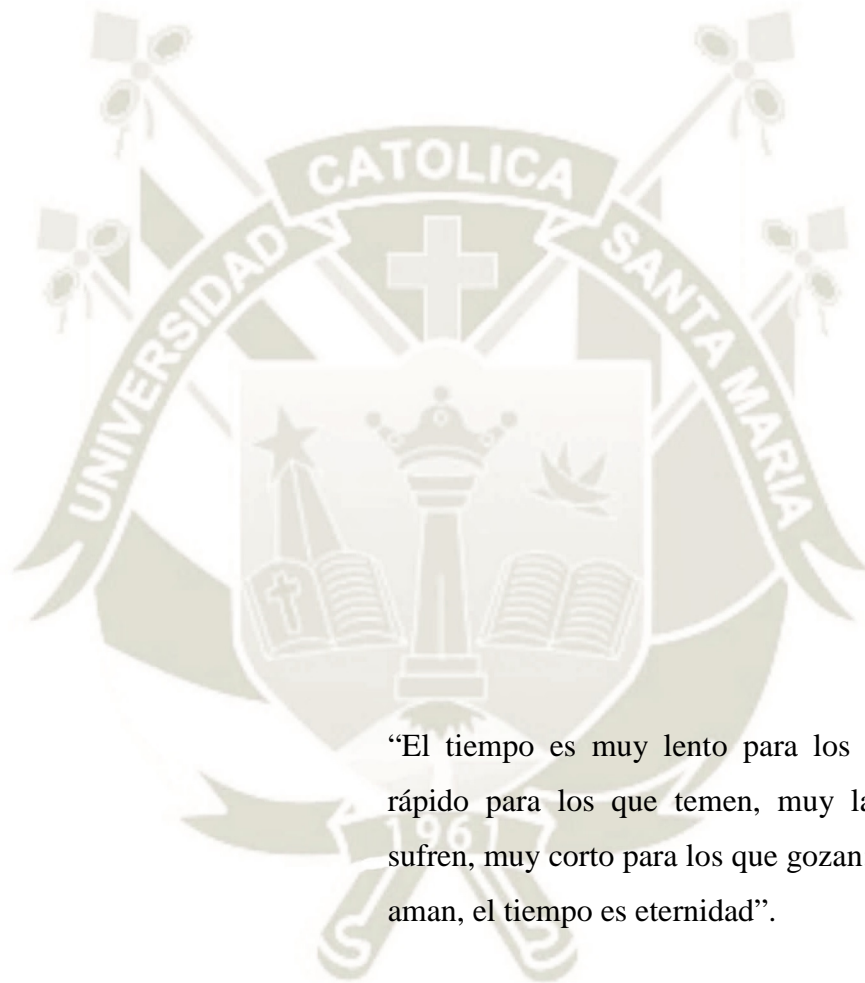 CATOLICA
UNIVERSIDAD
SANTA MARIA
“El tiempo es muy lento para los
rápido para los que temen, muy
sufren, muy corto para los que gozan
aman, el tiempo es eternidad”.
1961